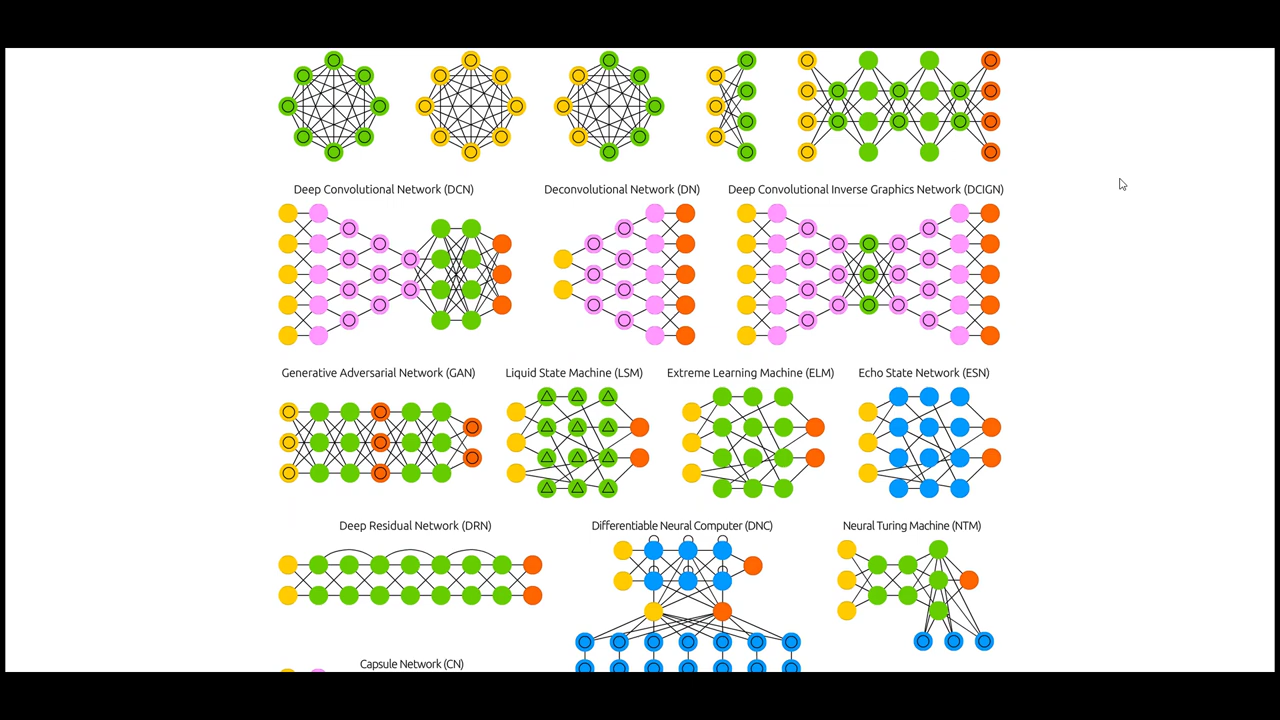 Deep Convolutional Network (DCN)
Deconvolutional Network (DN)
Deep Convolutional Inverse Graphics Network (DCIGN)
Generative Adversarial Network (GAN)
Liquid State Machine (LSM)
Extreme Learning Machine (ELM)
Echo State Network (ESN)
Deep Residual Network (DRN)
Differentiable Neural Computer (DNC)
Neural Turing Machine (NTM)
Capsule Network (CN)